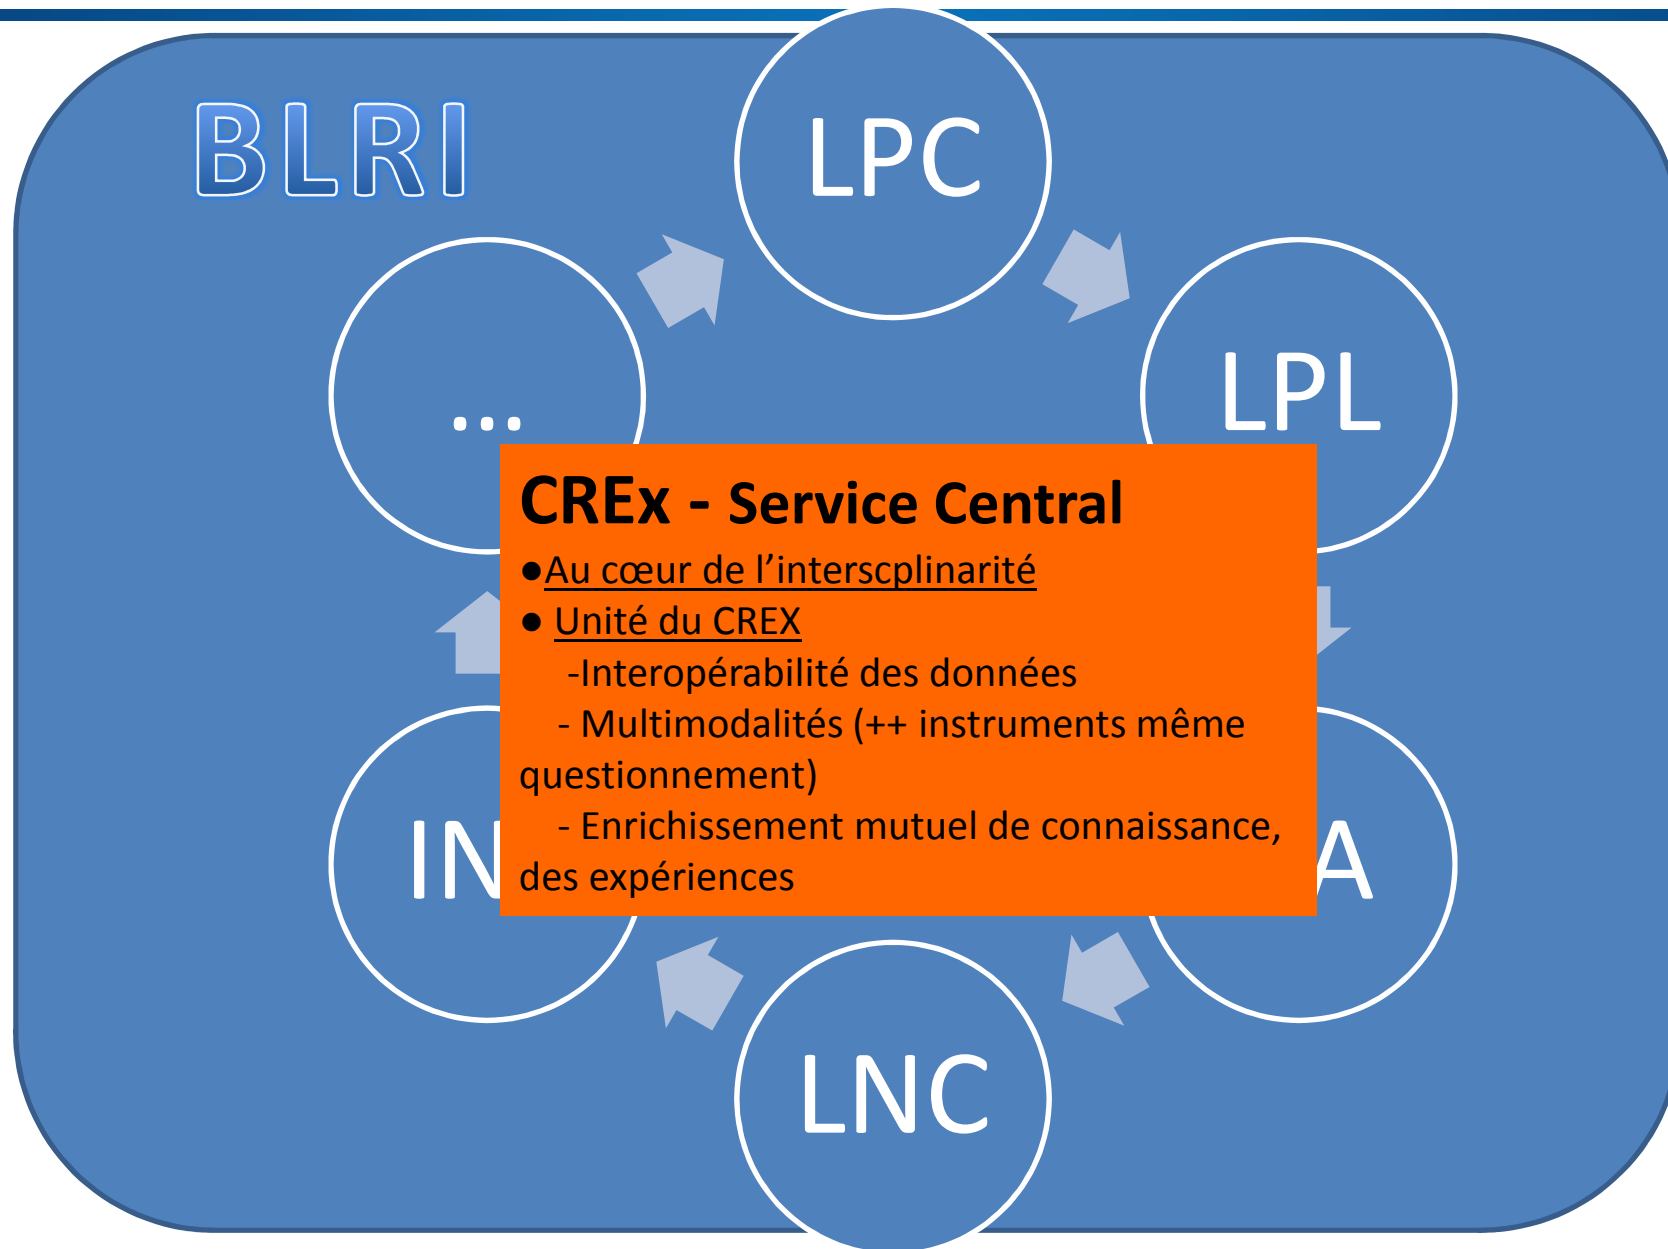 BLRI
LPC
...
LPL
CREx - Service Central
●Au cœur de l’interscplinarité
● Unité du CREX
-Interopérabilité des données
- Multimodalités (++ instruments même
questionnement)
- Enrichissement mutuel de connaissance,
des expériences
LNC